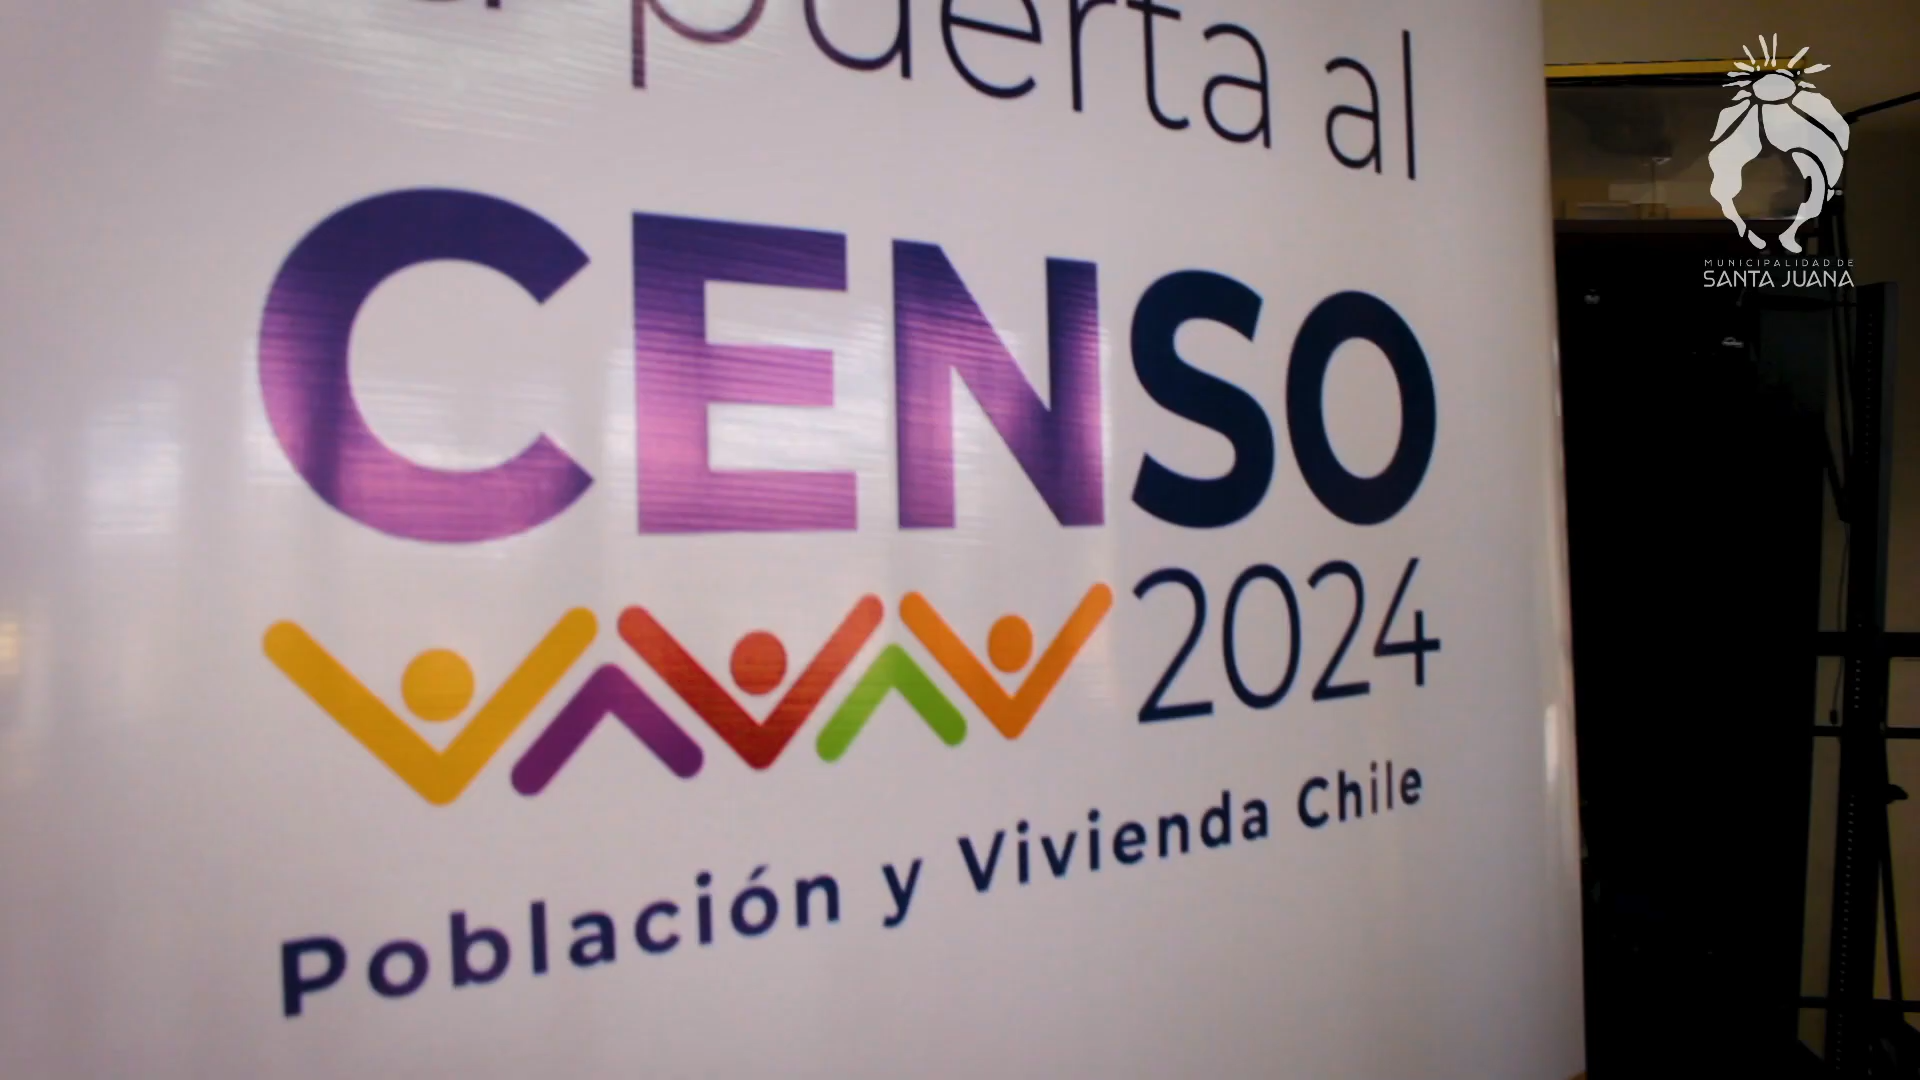 puerta al
CENSO
2024
Población y Vivienda Chile
MUNICIPALIDAD DE
SANTA JUANA